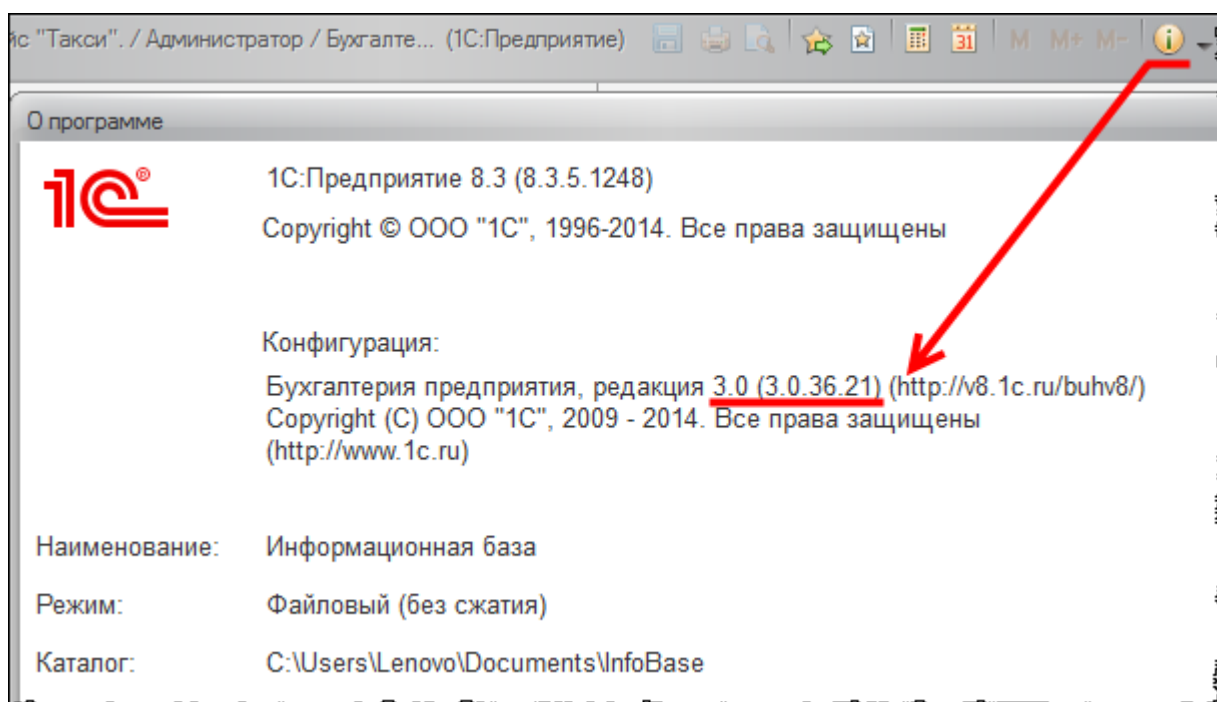 йс "Такси". / Администратор / Бухгалте... (1С:Предприятие) 31 M M+ M-
О программе
1С®
1С:Предприятие 8.3 (8.3.5.1248)
Copyright © ООО "1С", 1996-2014. Все права защищены
Конфигурация:
Бухгалтерия предприятия, редакция 3.0 (3.0.36.21) (http://v8.1c.ru/buhv8/)
Copyright (C) ООО "1С", 2009 - 2014. Все права защищены
(http://www.1c.ru)
Наименование: Информационная база
Режим: Файловый (без сжатия)
Каталог: C:\Users\Lenovo\Documents\InfoBase